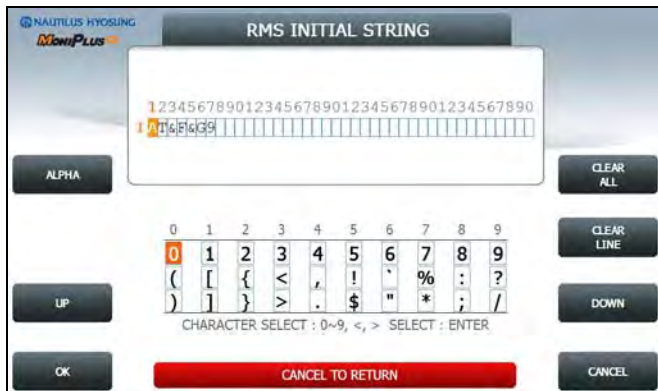 NAUTILUS HYOSUNG
MoniPlus
RMS INITIAL STRING
1234567890123456789012345678901234567890
1 AT&F&G9
ALPHA
CLEAR ALL
CLEAR LINE
0 1 2 3 4 5 6 7 8 9
0 1 2 3 4 5 6 7 8 9
( [ { < , ! ` % : ?
) ] } > . $ " * ; /
UP
DOWN
CHARACTER SELECT : 0~9, <, > SELECT : ENTER
OK
CANCEL TO RETURN
CANCEL